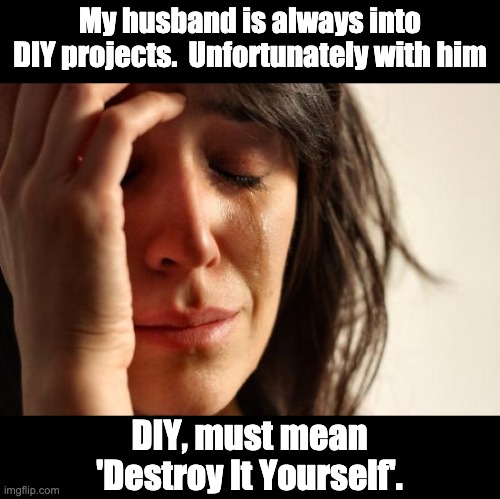 My husband is always into
DIY projects.  Unfortunately with him
DIY, must mean
'Destroy It Yourself'.
imgflip.com